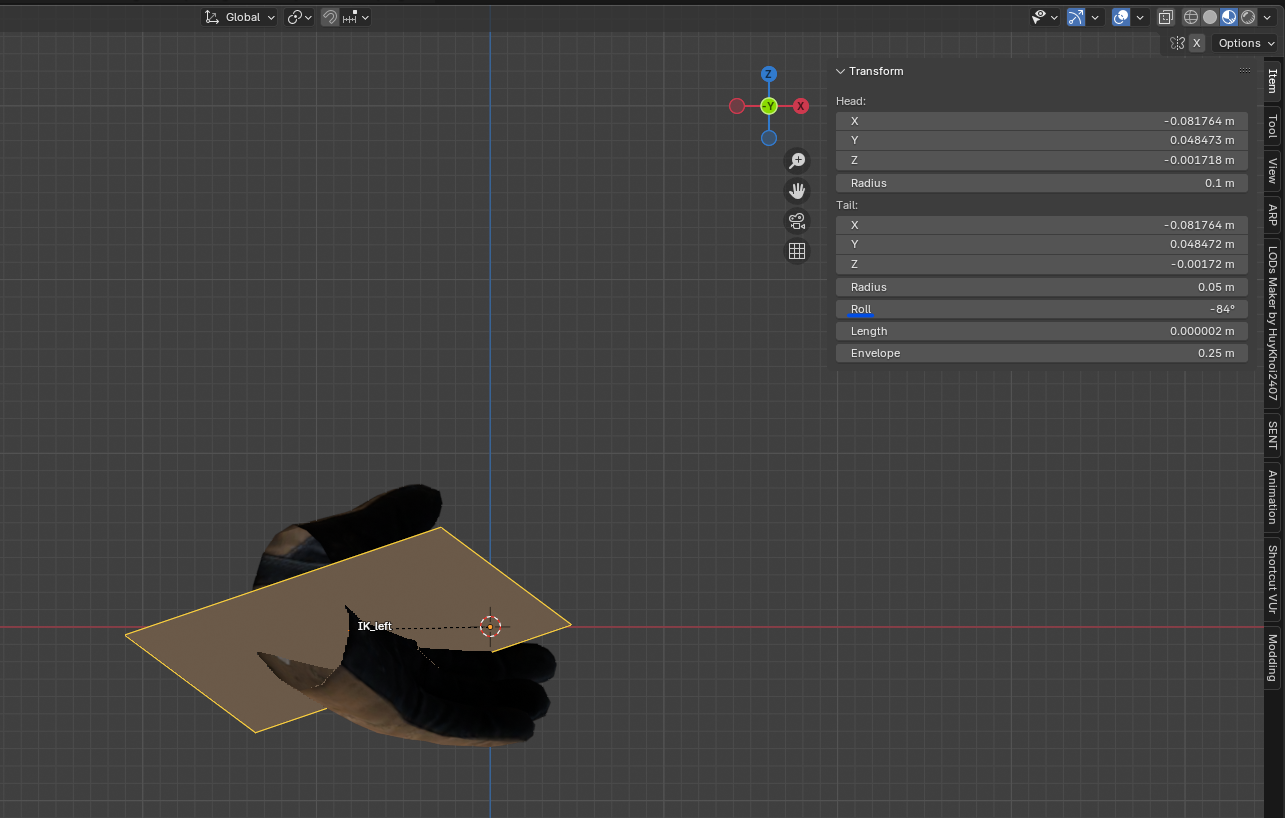 Global
X
Options
Z
-Y
X
Transform
Head:
X -0.081764 m
Y 0.048473 m
Z -0.001718 m
Radius 0.1 m
Tail:
X -0.081764 m
Y 0.048472 m
Z -0.00172 m
Radius 0.05 m
Roll -84°
Length 0.000002 m
Envelope 0.25 m
Item
Tool
View
ARP
LODs Maker by HuyKhoi2407
SENT
Animation
Shortcut VUr
Modding
IK_left